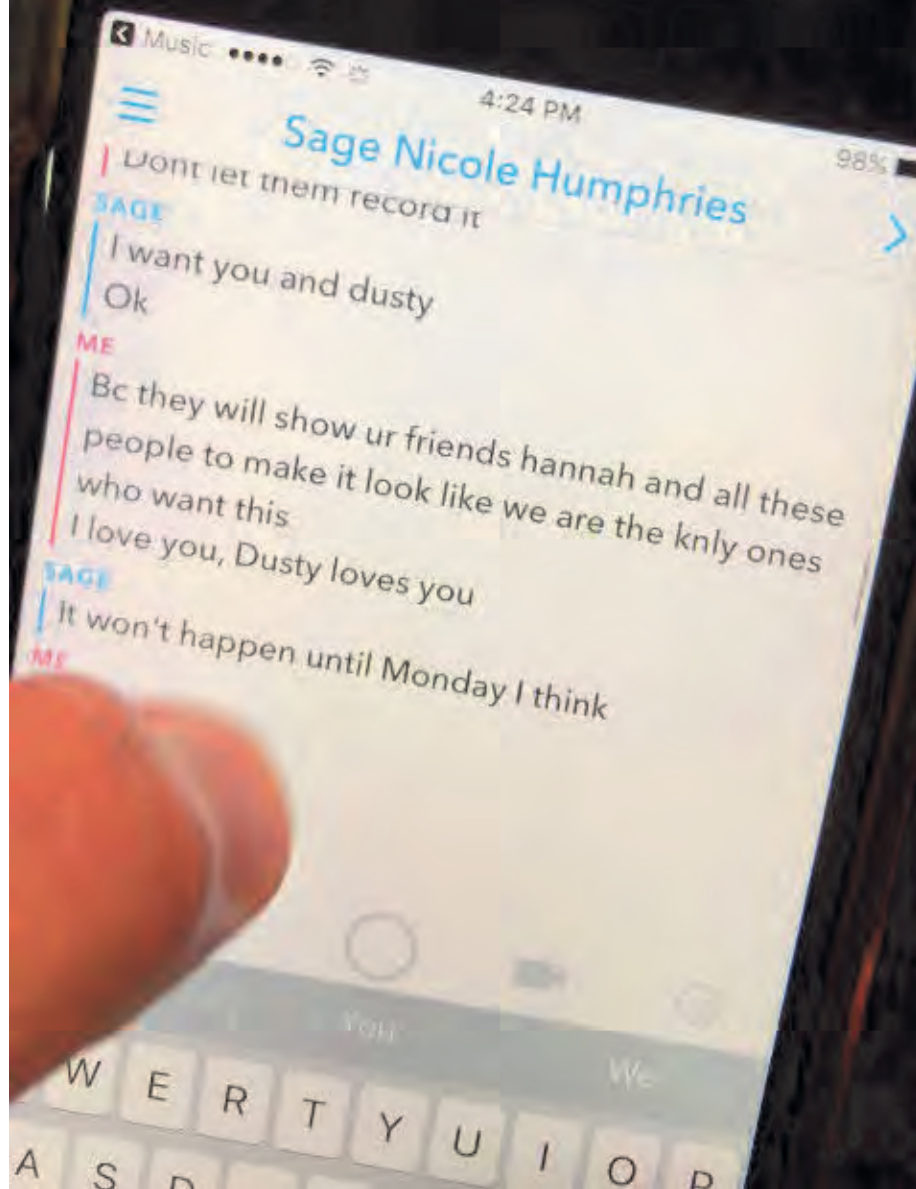 Music
4:24 PM
98%
Sage Nicole Humphries
Dont let them record it
SAGE
I want you and dusty
Ok
ME
Bc they will show ur friends hannah and all these
people to make it look like we are the knly ones
who want this
I love you, Dusty loves you
SAGE
it won't happen until Monday I think
ME
You
We
W E R T Y U I O P
A S D